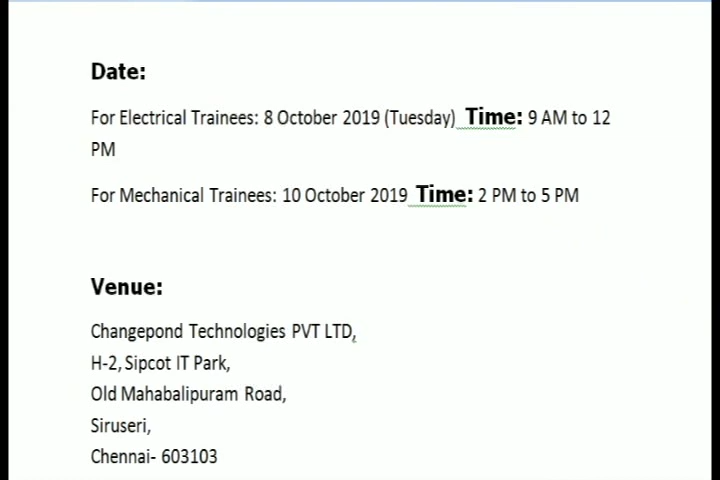 Date:
For Electrical Trainees: 8 October 2019 (Tuesday) Time: 9 AM to 12
PM
For Mechanical Trainees: 10 October 2019 Time: 2 PM to 5 PM
Venue:
Changepond Technologies PVT LTD,
H-2, Sipcot IT Park,
Old Mahabalipuram Road,
Siruseri,
Chennai- 603103